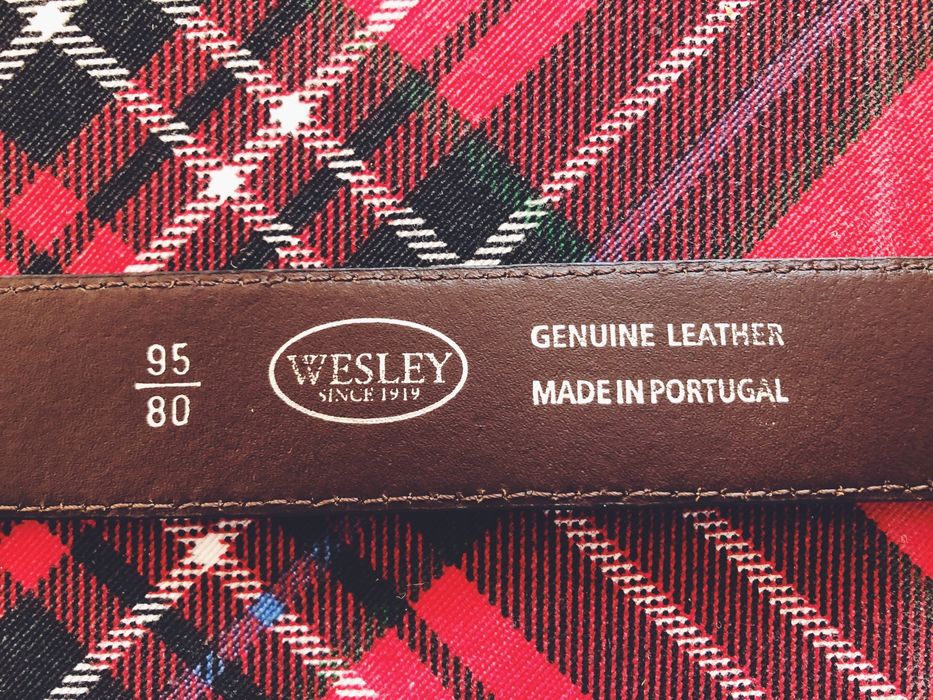 95
80
WESLEY
SINCE 1919
GENUINE LEATHER
MADE IN PORTUGAL